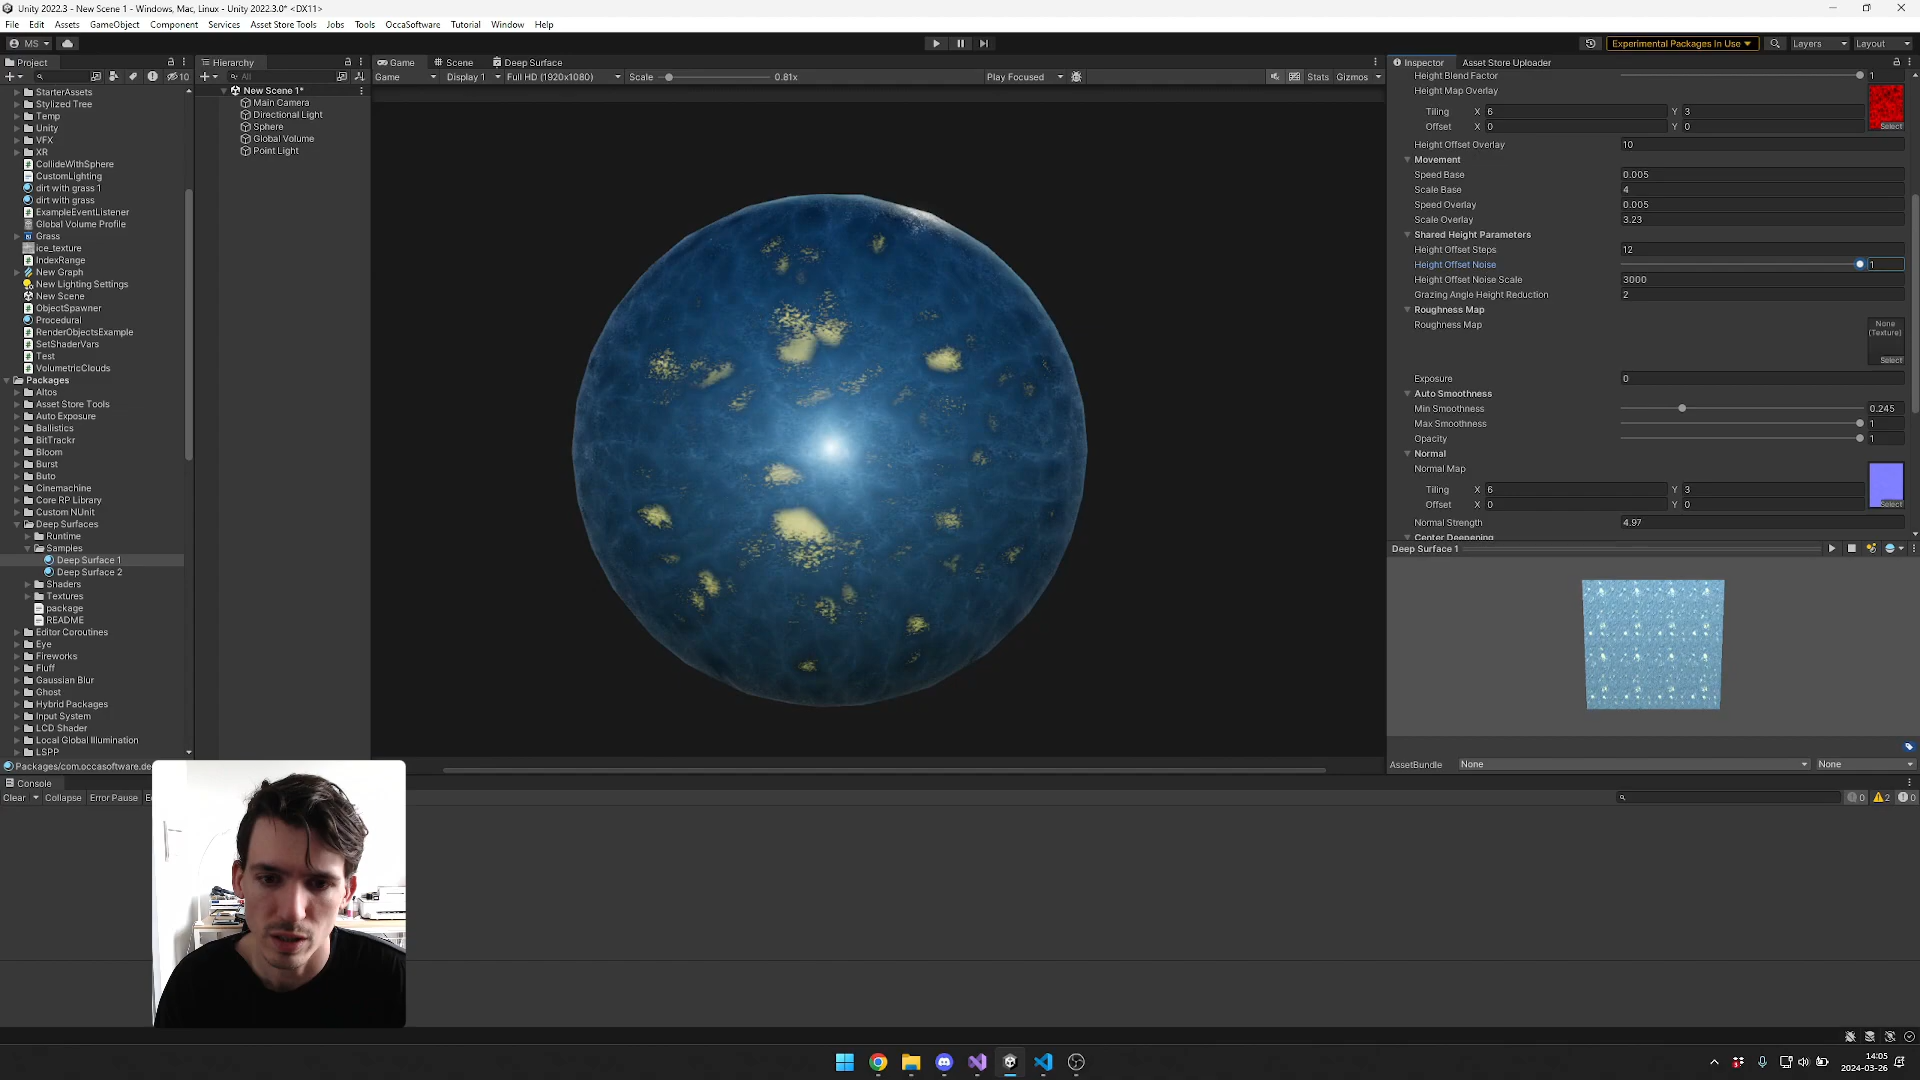 Unity 2022.3 - New Scene 1 - Windows, Mac, Linux - Unity 2022.3.0* <DX11>
File Edit Assets GameObject Component Services Asset Store Tools Jobs Tools OccaSoftware Tutorial Window Help
MS
Experimental Packages In Use
Layers
Layout
Project
10
StarterAssets
Stylized Tree
Temp
Unity
VFX
XR
CollideWithSphere
CustomLighting
dirt with grass 1
dirt with grass
ExampleEventListener
Global Volume Profile
Grass
ice_texture
IndexRange
New Graph
New Lighting Settings
New Scene
ObjectSpawner
Procedural
RenderObjectsExample
SetShaderVars
Test
VolumetricClouds
Packages
Altos
Asset Store Tools
Auto Exposure
Ballistics
BitTrackr
Bloom
Burst
Buto
Cinemachine
Core RP Library
Custom NUnit
Deep Surfaces
Runtime
Samples
Deep Surface 1
Deep Surface 2
Shaders
Textures
package
README
Editor Coroutines
Eye
Fireworks
Fluff
Gaussian Blur
Ghost
Hybrid Packages
Input System
LCD Shader
Local Global Illumination
LSPP
Packages/com.occasoftware.de
Hierarchy
All
New Scene 1*
Main Camera
Directional Light
Sphere
Global Volume
Point Light
Game Scene Deep Surface
Game Display 1 Full HD (1920x1080) Scale 0.81x Play Focused Stats Gizmos
Inspector Asset Store Uploader
Height Blend Factor 1
Height Map Overlay
Tiling X 6 Y 3
Offset X 0 Y 0
Select
Height Offset Overlay 10
Movement
Speed Base 0.005
Scale Base 4
Speed Overlay 0.005
Scale Overlay 3.23
Shared Height Parameters
Height Offset Steps 12
Height Offset Noise 1
Height Offset Noise Scale 3000
Grazing Angle Height Reduction 2
Roughness Map
Roughness Map
None
(Texture)
Select
Exposure 0
Auto Smoothness
Min Smoothness 0.245
Max Smoothness 1
Opacity 1
Normal
Normal Map
Tiling X 6 Y 3
Offset X 0 Y 0
Select
Normal Strength 4.97
Center Deepening
Deep Surface 1
AssetBundle None None
Console
Clear Collapse Error Pause
0 2 0
14:05
2024-03-26